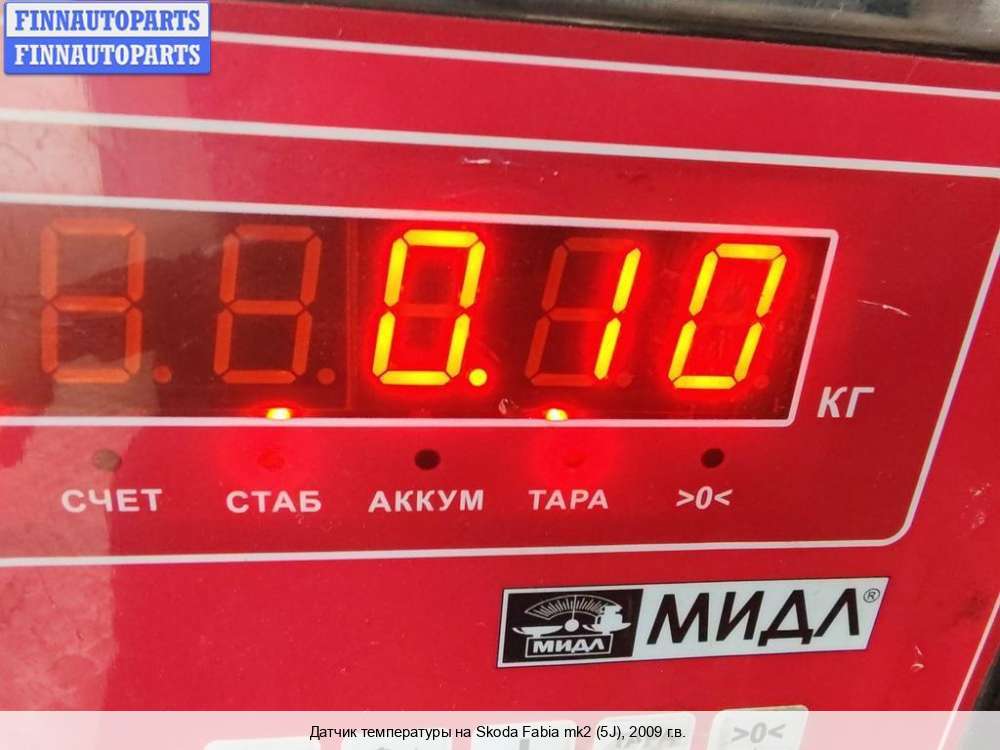 FINNAUTOPARTS
FINNAUTOPARTS
0.10
КГ
СЧЕТ СТАБ АККУМ ТАРА >0<
МИДЛ МИДЛ®
>0<
Датчик температуры на Skoda Fabia mk2 (5J), 2009 г.в.